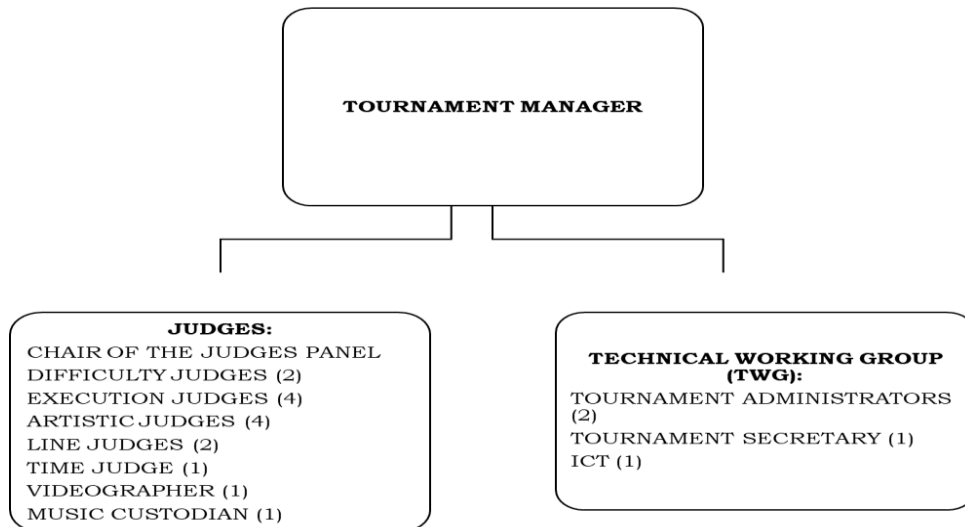 TOURNAMENT MANAGER
JUDGES:
CHAIR OF THE JUDGES PANEL
DIFFICULTY JUDGES (2)
EXECUTION JUDGES (4)
ARTISTIC JUDGES (4)
LINE JUDGES (2)
TIME JUDGE (1)
VIDEOGRAPHER (1)
MUSIC CUSTODIAN (1)
TECHNICAL WORKING GROUP
(TWG):
TOURNAMENT ADMINISTRATORS
(2)
TOURNAMENT SECRETARY (1)
ICT (1)